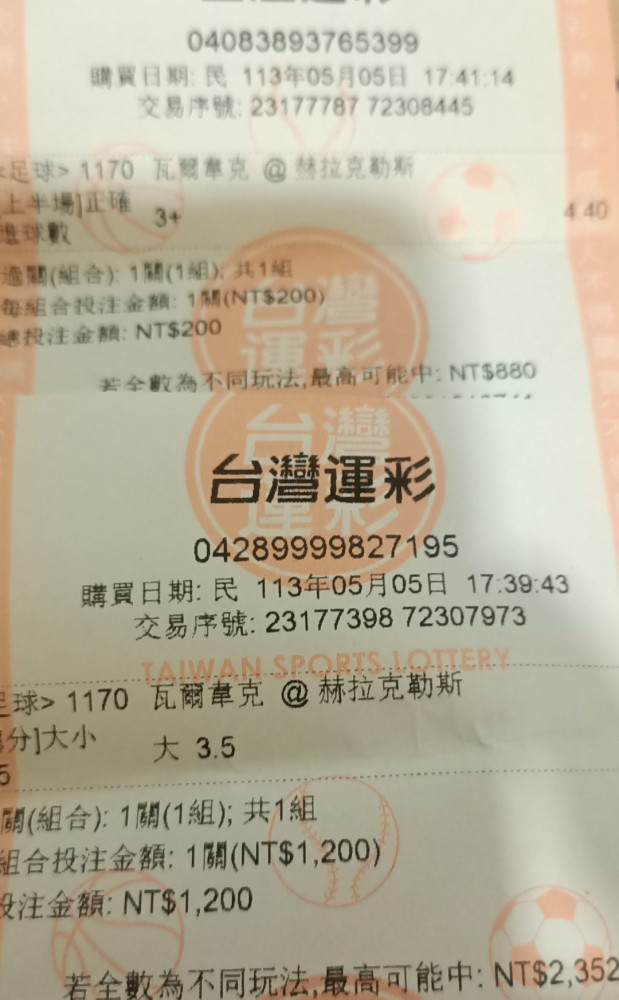 04083893765399
購買日期: 民 113年05月05日 17:41:14
交易序號: 23177787 72308445
足球> 1170 瓦爾韋克 @ 赫拉克勒斯
上半場]正確 3+ 4.40
進球數
過關(組合): 1關(1組); 共1組
每組合投注金額: 1關(NT$200)
總投注金額: NT$200
若全數為不同玩法,最高可能中: NT$880
台灣運彩
台灣運彩
台灣運彩
04289999827195
購買日期: 民 113年05月05日 17:39:43
交易序號: 23177398 72307973
TAIWAN SPORTS LOTTERY
足球> 1170 瓦爾韋克 @ 赫拉克勒斯
分]大小 大 3.5
5
關(組合): 1關(1組); 共1組
組合投注金額: 1關(NT$1,200)
投注金額: NT$1,200
若全數為不同玩法,最高可能中: NT$2,352